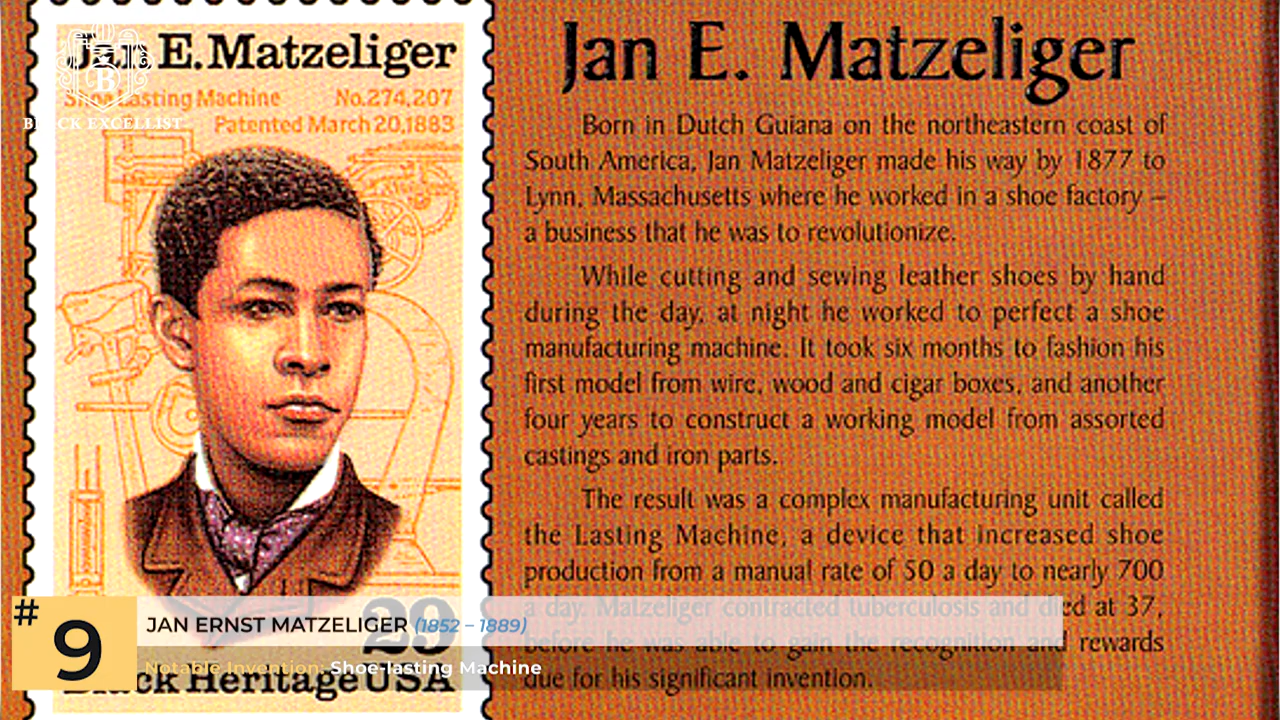 Jan E. Matzeliger
Shoe Lasting Machine No.274,207
Patented March 20,1883
B
BLACK EXCELLIST
29
Black Heritage USA
Jan E. Matzeliger
Born in Dutch Guiana on the northeastern coast of
South America, Jan Matzeliger made his way by 1877 to
Lynn, Massachusetts where he worked in a shoe factory –
a business that he was to revolutionize.
While cutting and sewing leather shoes by hand
during the day, at night he worked to perfect a shoe
manufacturing machine. It took six months to fashion his
first model from wire, wood and cigar boxes, and another
four years to construct a working model from assorted
castings and iron parts.
The result was a complex manufacturing unit called
the Lasting Machine, a device that increased shoe
production from a manual rate of 50 a day to nearly 700
a day. Matzeliger contracted tuberculosis and died at 37,
before he was able to gain the recognition and rewards
due for his significant invention.
#9
JAN ERNST MATZELIGER (1852 – 1889)
Notable Invention: Shoe-lasting Machine